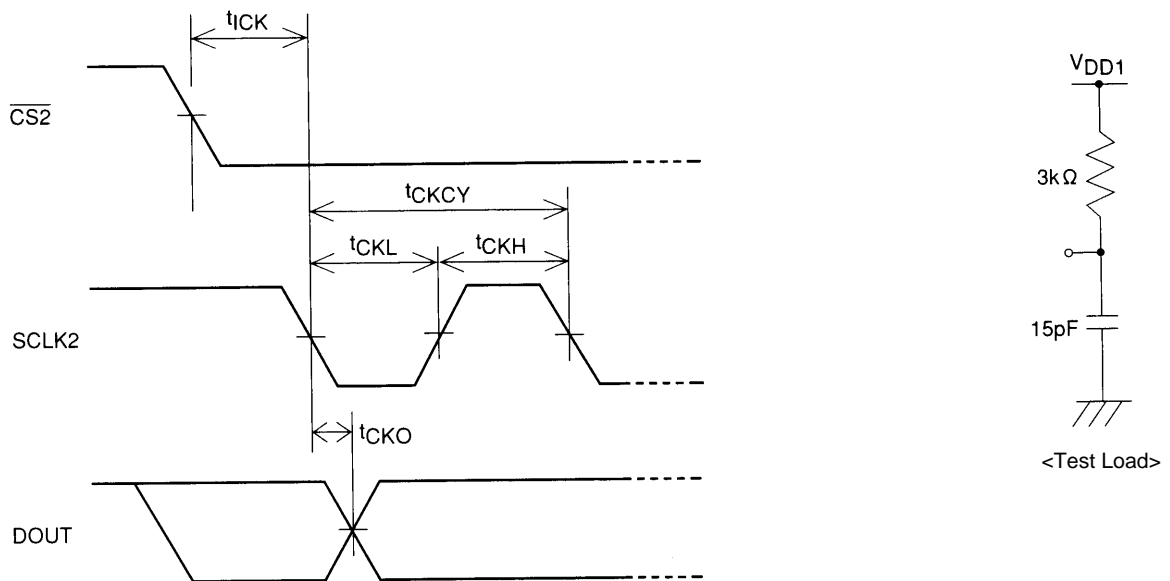 tICK
CS2
tCKCY
tCKL
tCKH
SCLK2
tCKO
DOUT
VDD1
3kΩ
15pF
<Test Load>